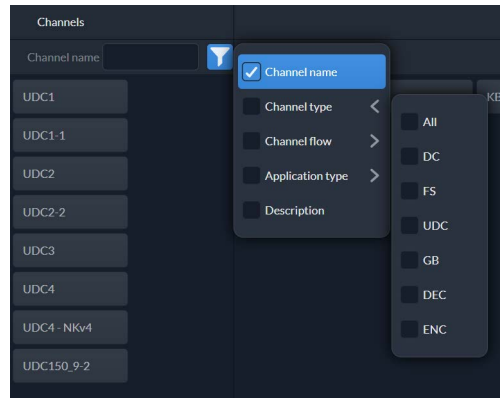 Channels
Channel name
Channel name
UDC1
Channel type
KB
All
UDC1-1
Channel flow
DC
UDC2
Application type
FS
UDC2-2
Description
UDC
UDC3
GB
UDC4
DEC
UDC4 - NKv4
ENC
UDC150_9-2